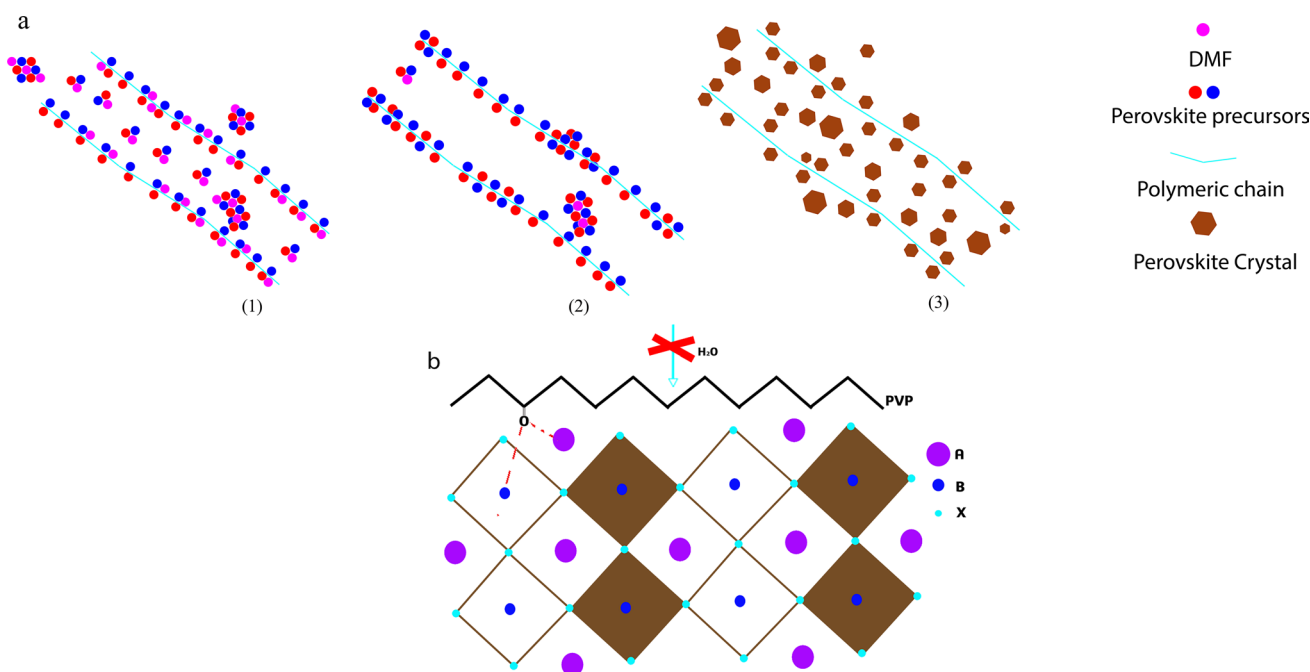 a
DMF
Perovskite precursors
Polymeric chain
Perovskite Crystal
(1)
(2)
(3)
b
H₂O
PVP
O
A
B
X